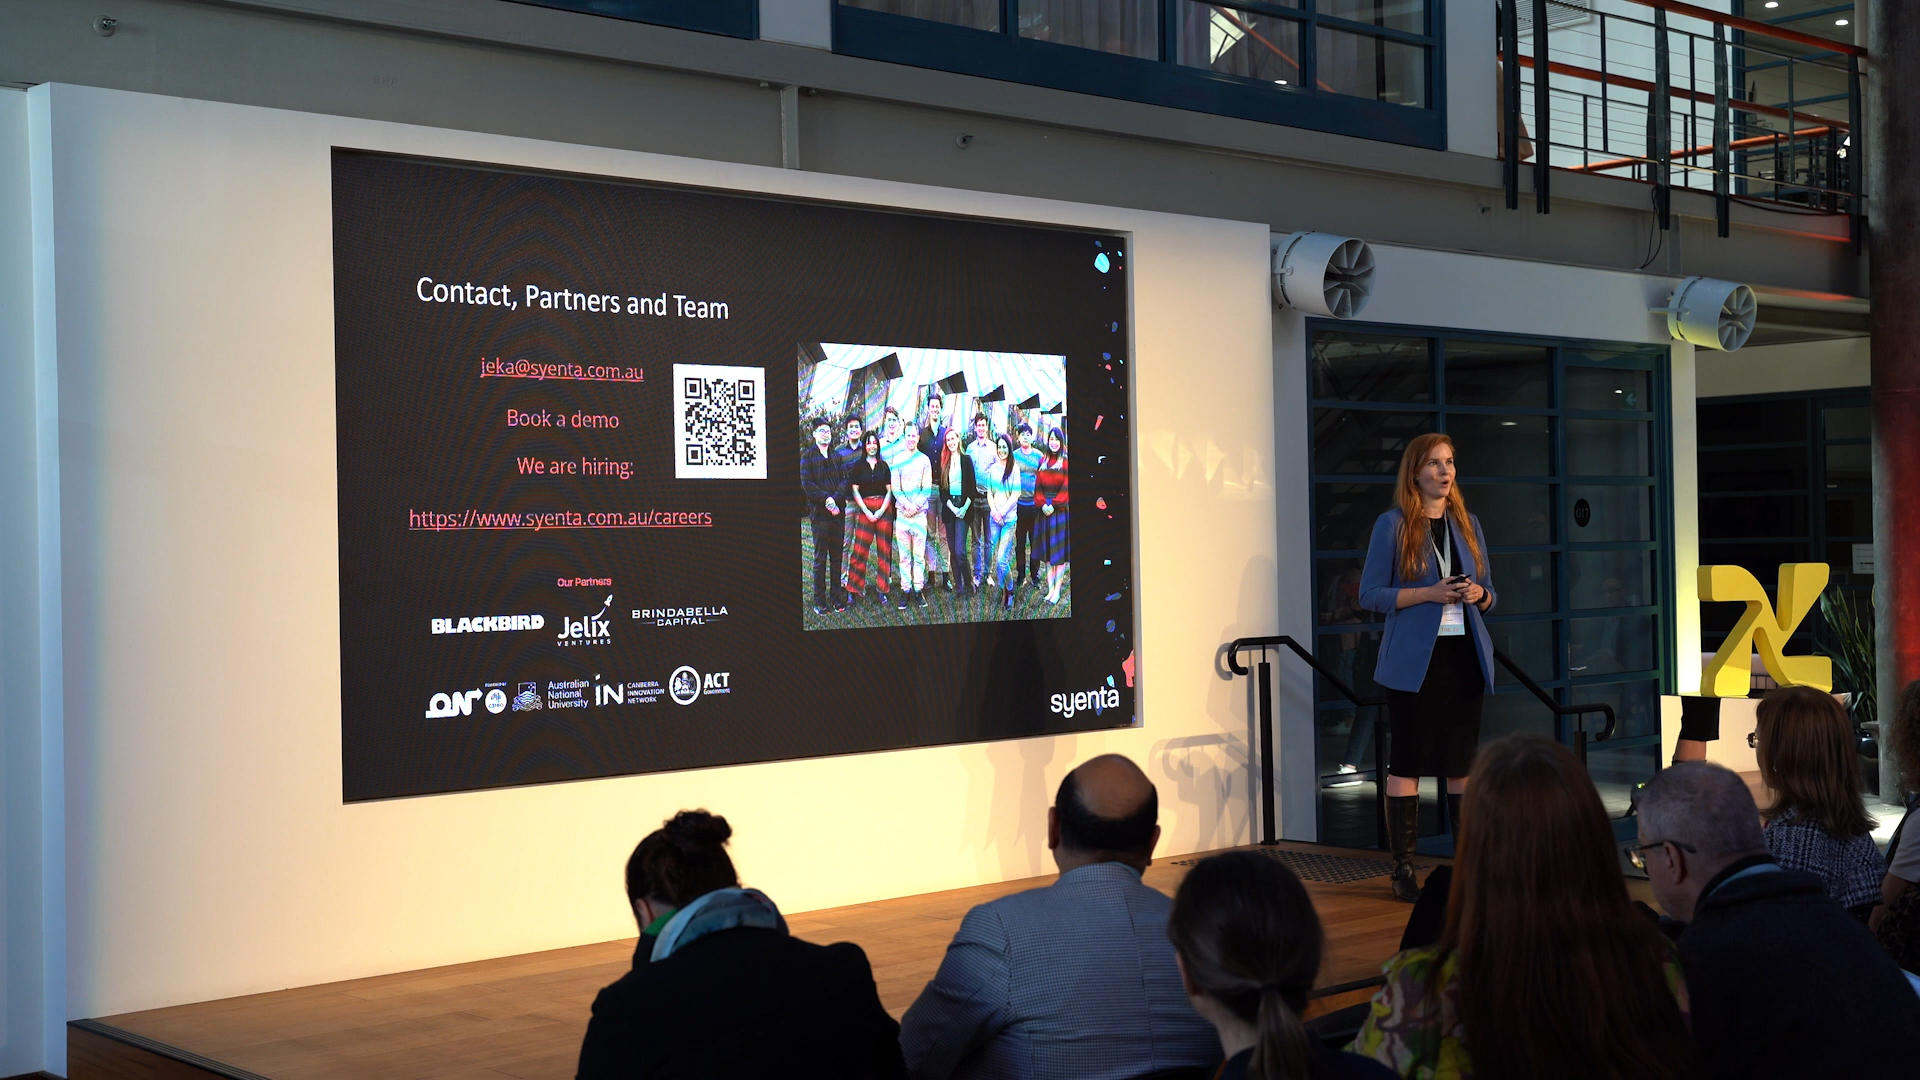 Contact, Partners and Team
jeka@syenta.com.au
Book a demo
We are hiring:
https://www.syenta.com.au/careers
Our Partners
BLACKBIRD
Jelix
VENTURES
BRINDABELLA
CAPITAL
ON
Australian
National
University
iN
CANBERRA
INNOVATION
NETWORK
ACT
Government
syenta